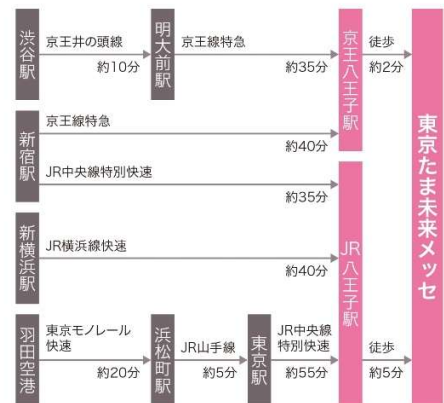 渋谷駅
京王井の頭線
約10分
明大前駅
京王線特急
約35分
京王八王子駅
徒歩
約2分
東京たま未来メッセ
新宿駅
京王線特急
約40分
JR中央線特別快速
約35分
新横浜駅
JR横浜線快速
約40分
JR八王子駅
羽田空港
東京モノレール
快速
約20分
浜松町駅
JR山手線
約5分
東京駅
JR中央線
特別快速
約55分
徒歩
約5分